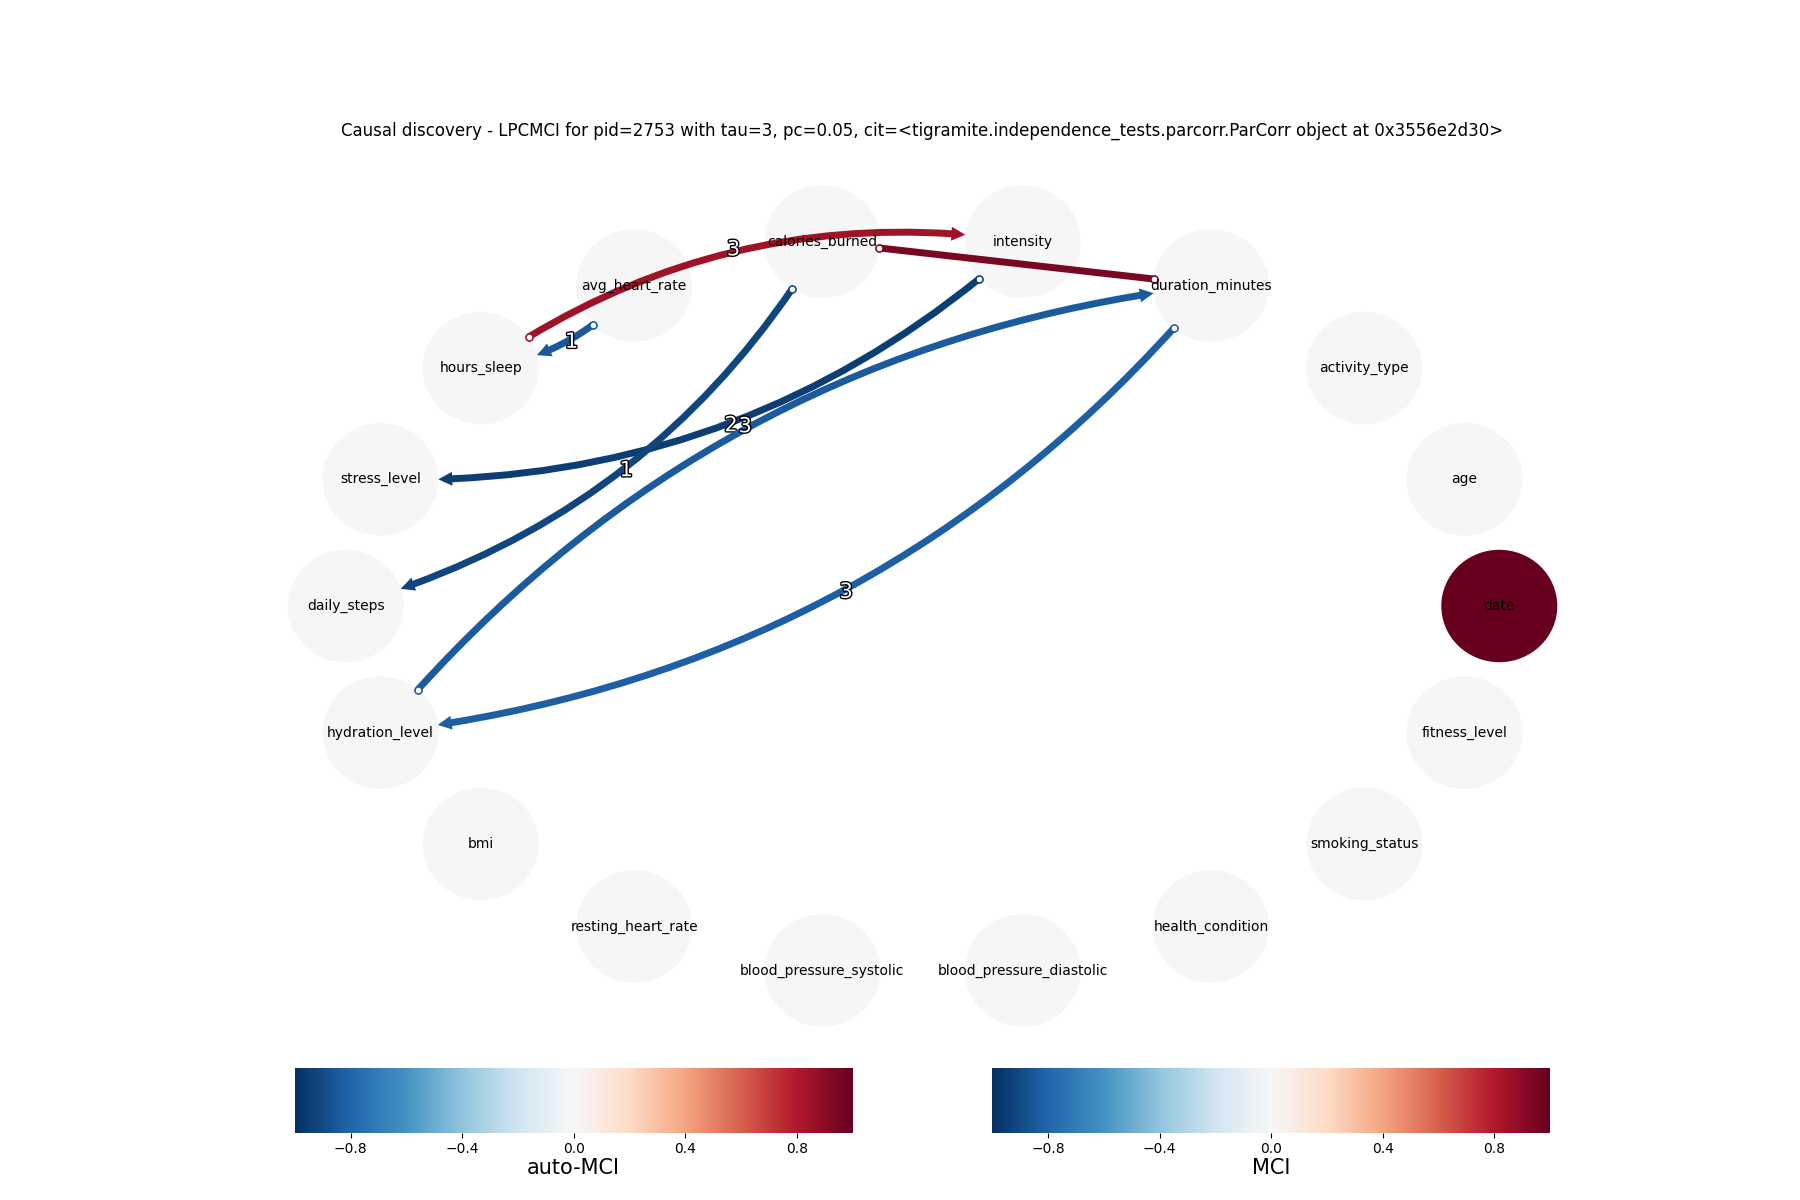 Causal discovery - LPCMCI for pid=2753 with tau=3, pc=0.05, cit=<tigramite.independence_tests.parcorr.ParCorr object at 0x3556e2d30>
calories_burned
intensity
3
avg_heart_rate
duration_minutes
1
hours_sleep
activity_type
2
3
1
stress_level
age
3
daily_steps
date
hydration_level
fitness_level
bmi
smoking_status
resting_heart_rate
health_condition
blood_pressure_systolic
blood_pressure_diastolic
−0.8 −0.4 0.0 0.4 0.8
auto-MCI
−0.8 −0.4 0.0 0.4 0.8
MCI